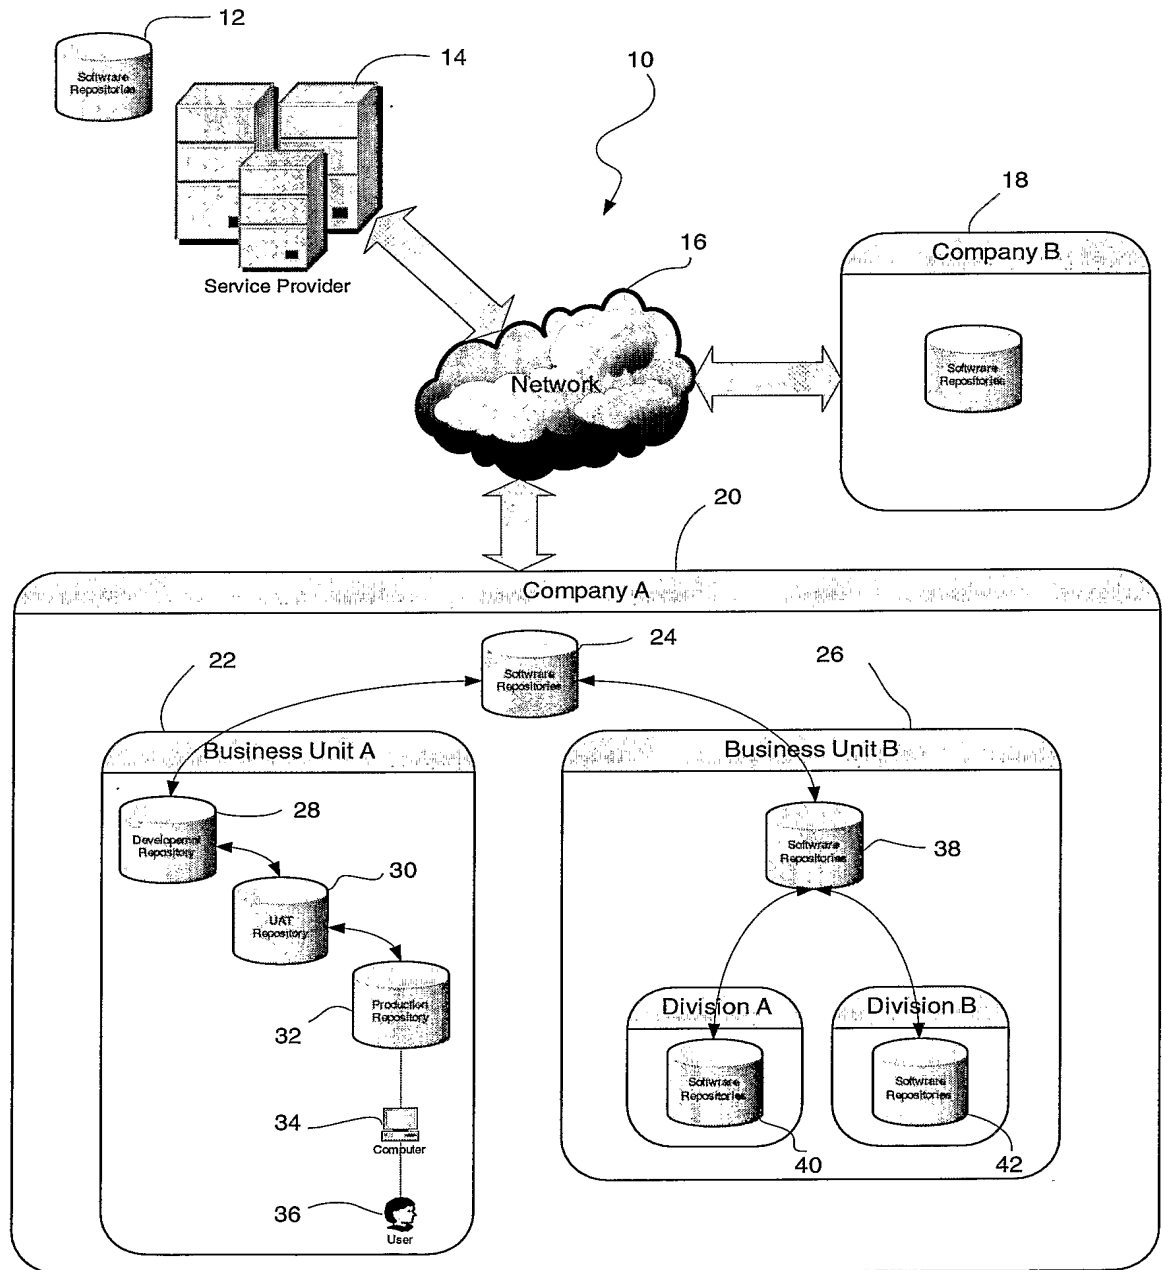 12
Software
Repositories
14
10
Service Provider
16
18
Company B
Software
Repositories
Network
20
Company A
22
24
26
Software
Repositories
Business Unit A
Business Unit B
28
Developemnt
Repository
Software
Repositories
38
30
UAT
Repository
Production
Repository
32
Division A
Division B
Software
Repositories
Software
Repositories
34
Computer
40
42
36
User